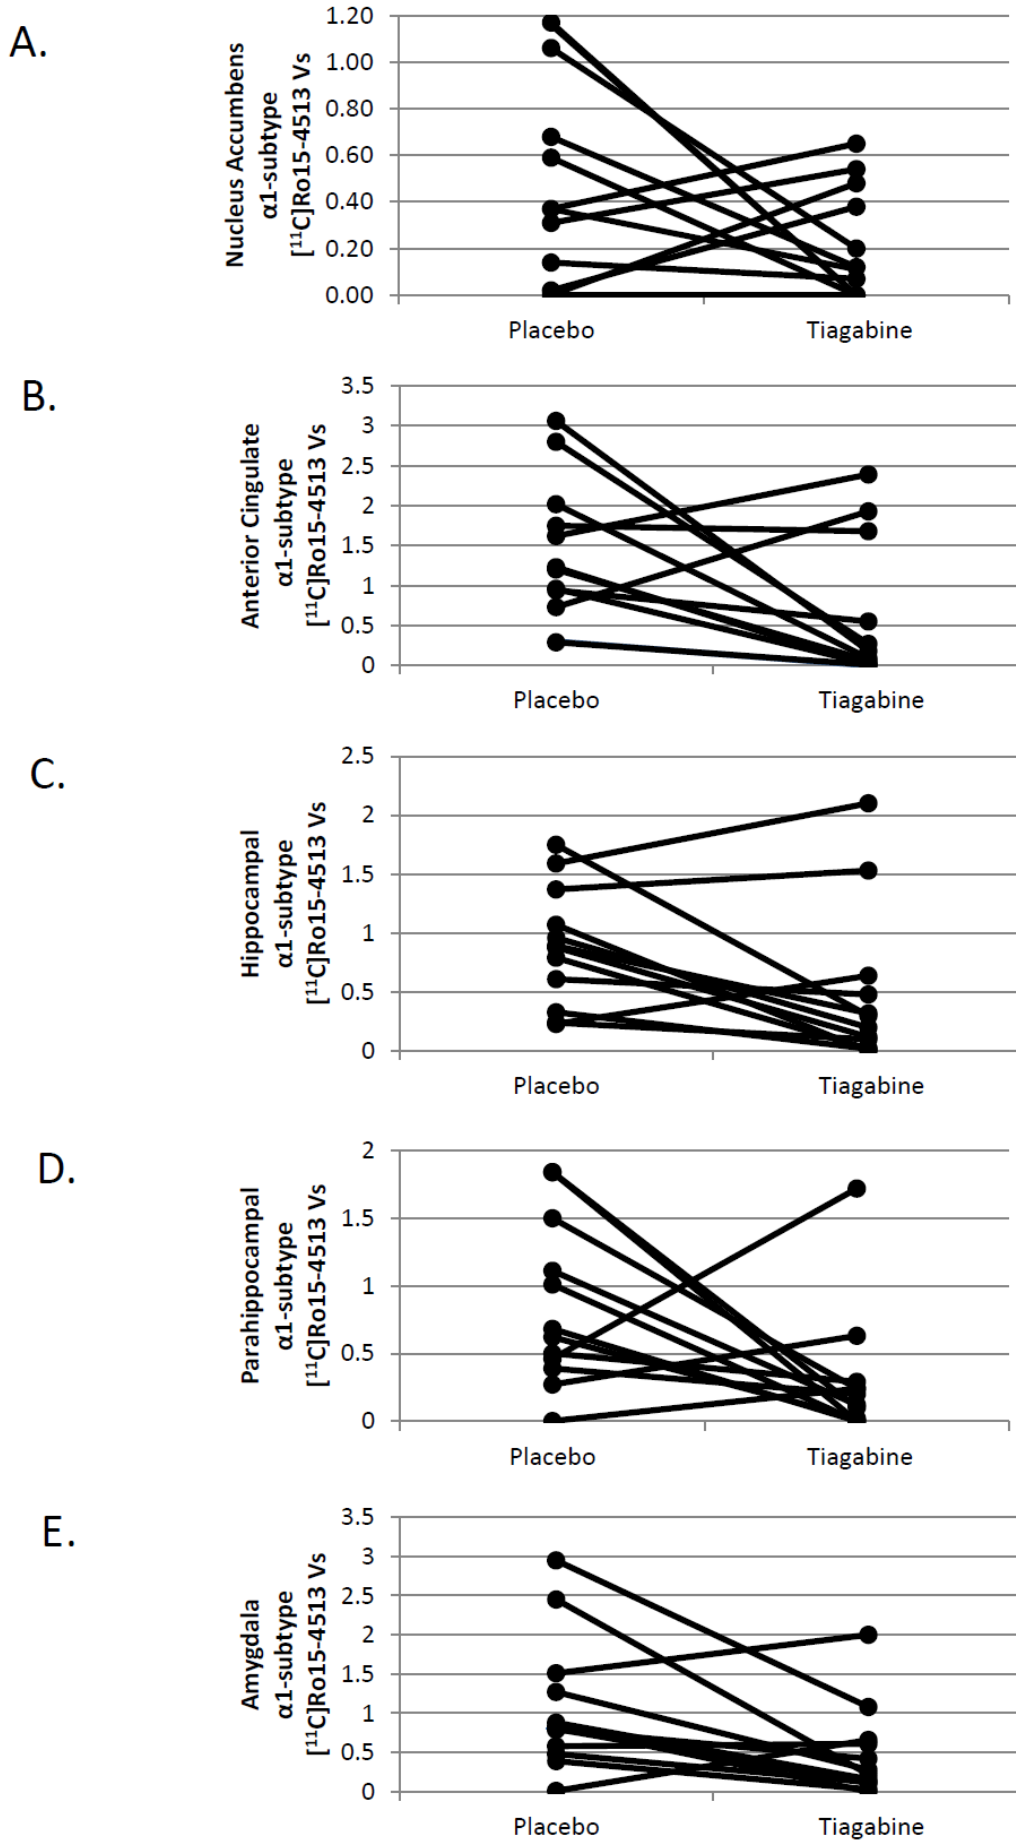 A.
Nucleus Accumbens
α1-subtype
[¹¹C]Ro15-4513 Vs
1.20
1.00
0.80
0.60
0.40
0.20
0.00
Placebo
Tiagabine
B.
Anterior Cingulate
α1-subtype
[¹¹C]Ro15-4513 Vs
3.5
3
2.5
2
1.5
1
0.5
0
Placebo
Tiagabine
C.
Hippocampal
α1-subtype
[¹¹C]Ro15-4513 Vs
2.5
2
1.5
1
0.5
0
Placebo
Tiagabine
D.
Parahippocampal
α1-subtype
[¹¹C]Ro15-4513 Vs
2
1.5
1
0.5
0
Placebo
Tiagabine
E.
Amygdala
α1-subtype
[¹¹C]Ro15-4513 Vs
3.5
3
2.5
2
1.5
1
0.5
0
Placebo
Tiagabine